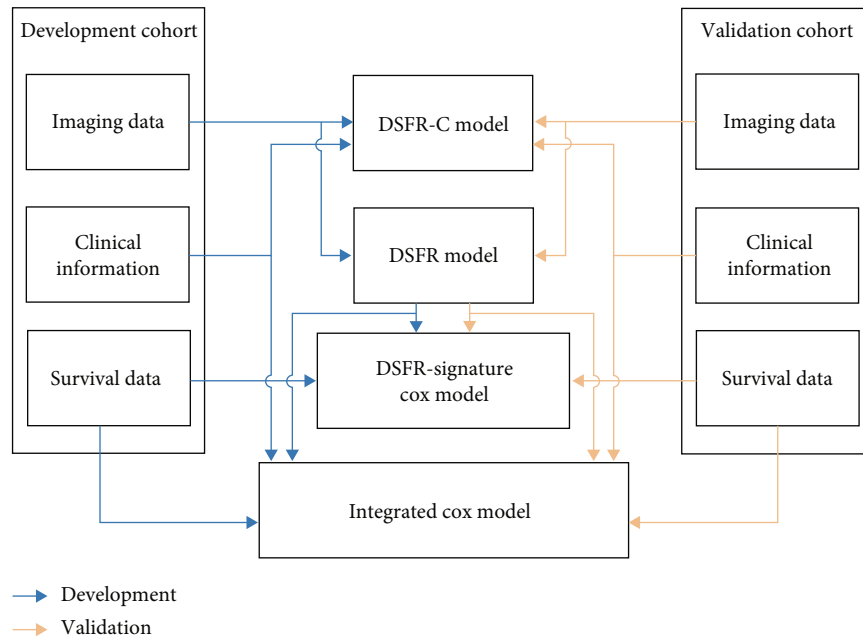 Development cohort
Imaging data
Clinical
information
Survival data
DSFR-C model
DSFR model
DSFR-signature
cox model
Integrated cox model
Validation cohort
Imaging data
Clinical
information
Survival data
Development
Validation